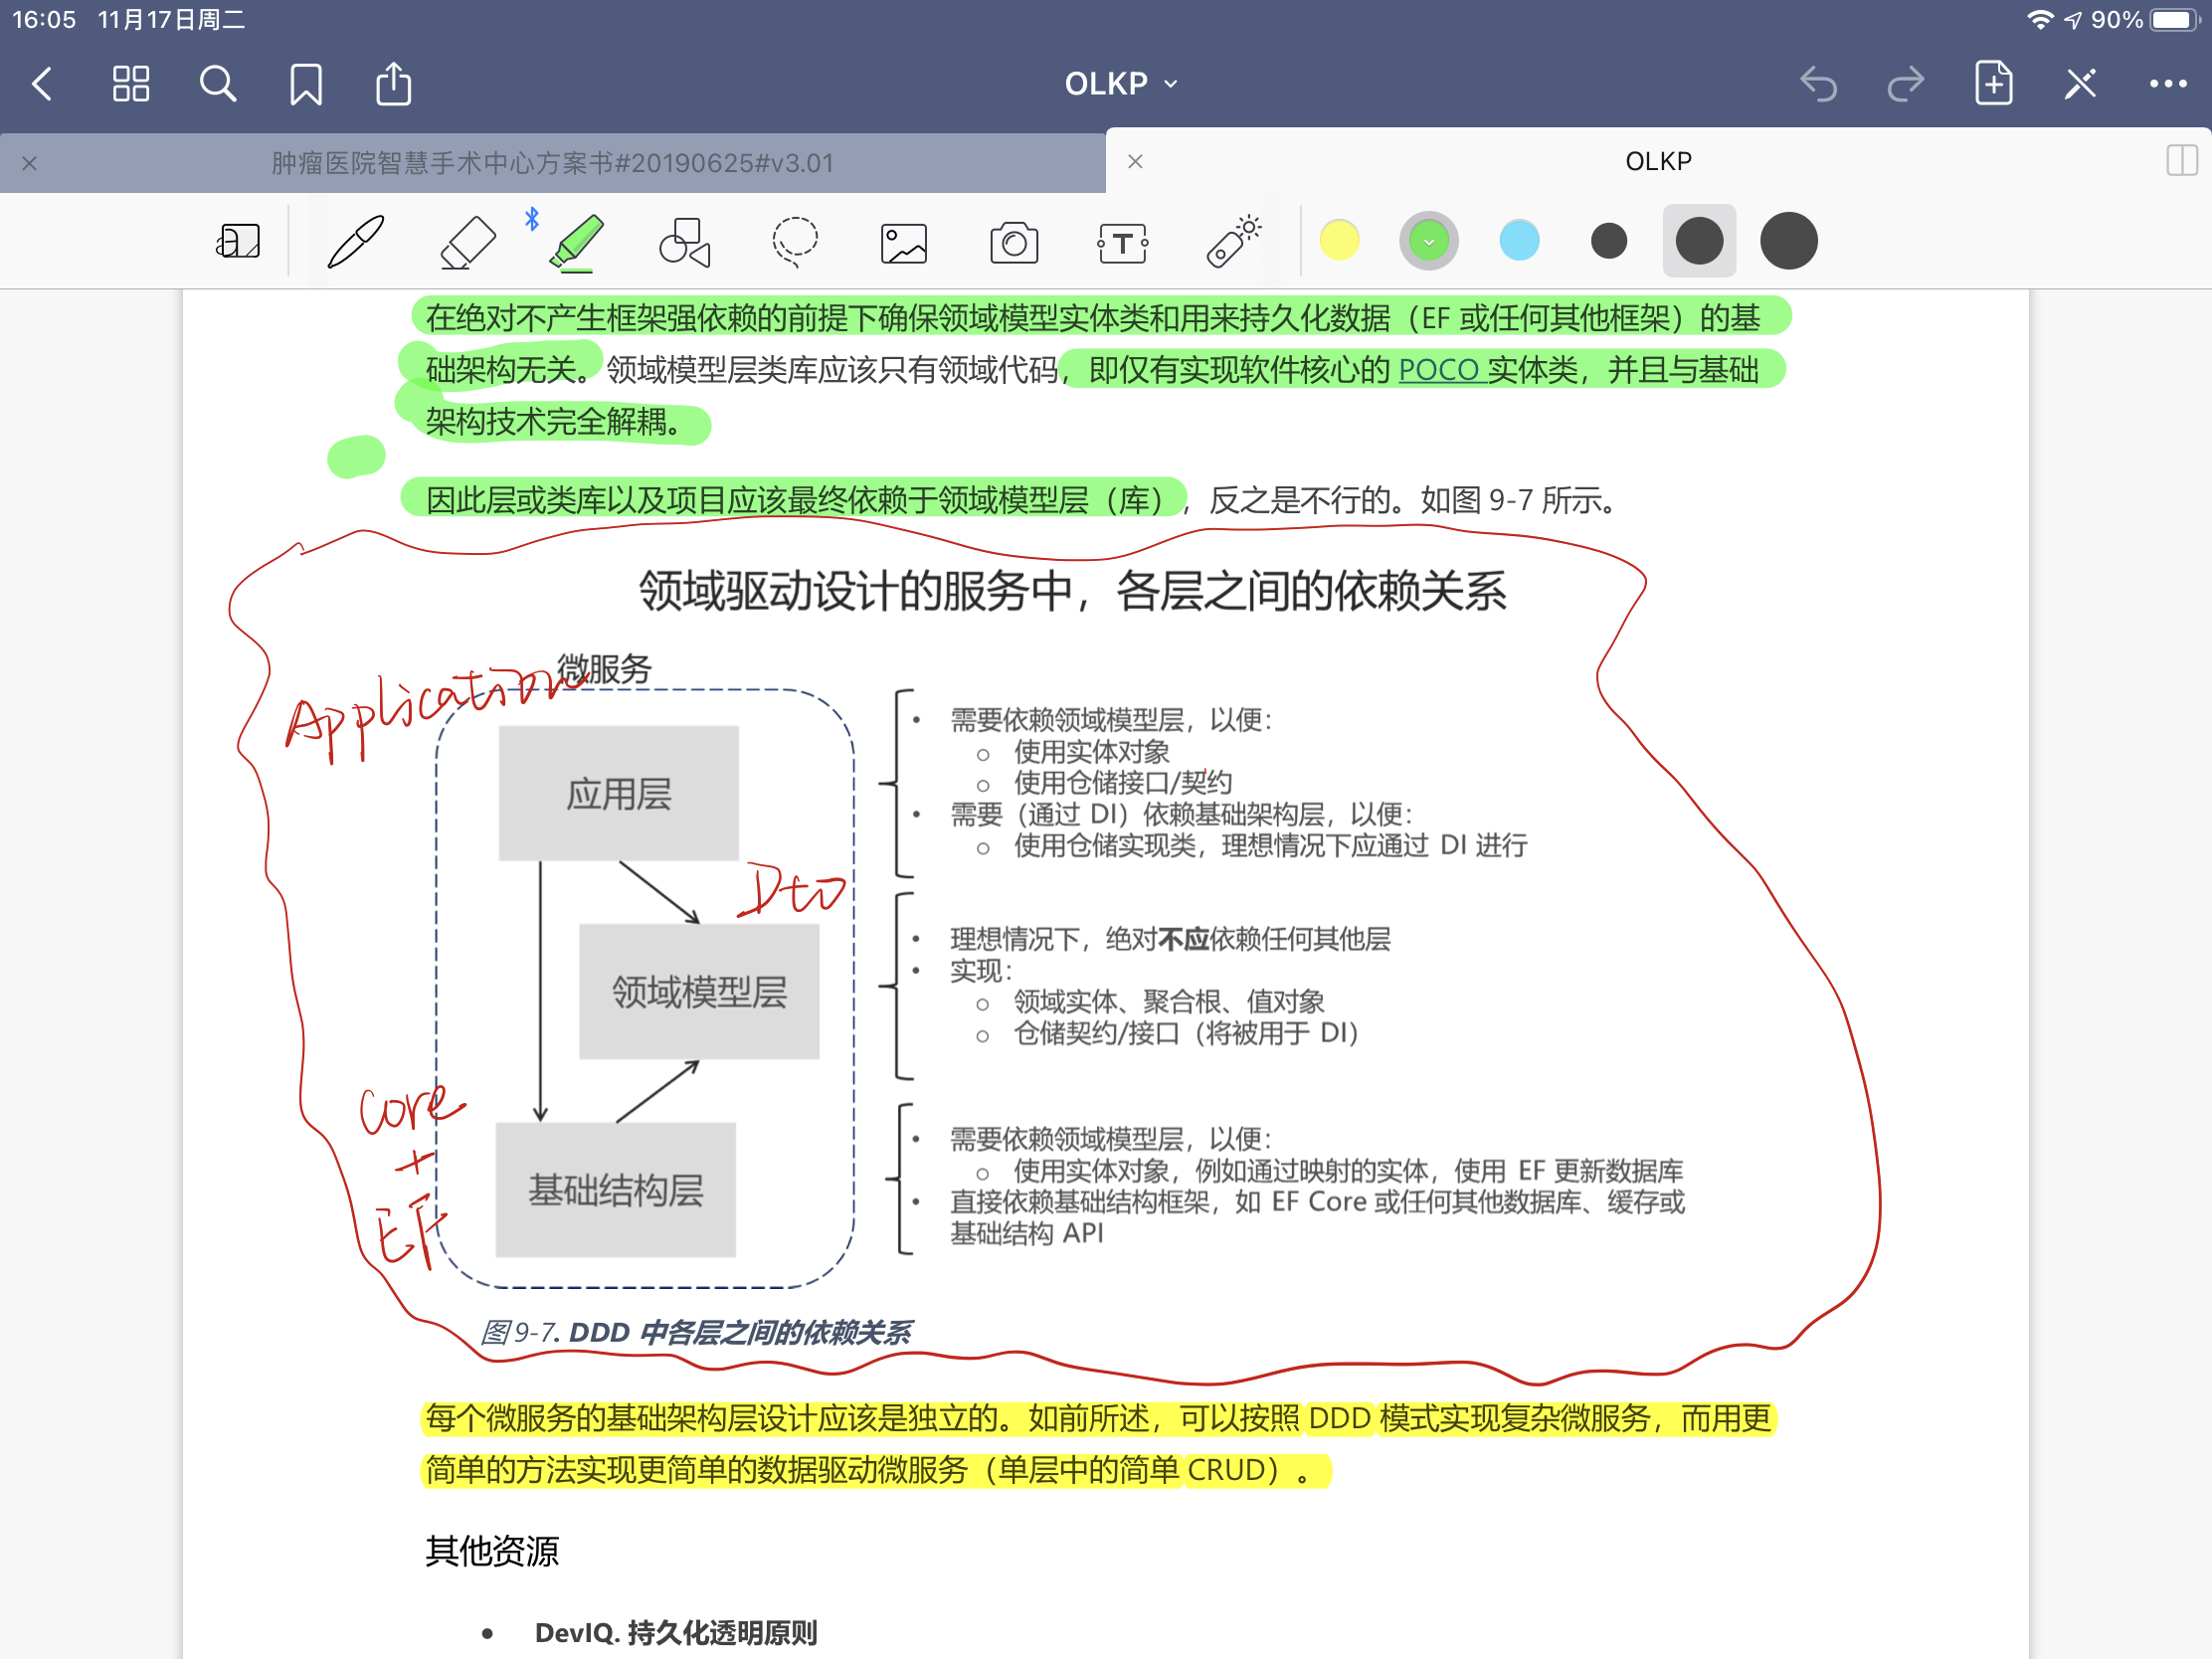 16:05 11月17日周二
90%
OLKP
肿瘤医院智慧手术中心方案书#20190625#v3.01
OLKP
在绝对不产生框架强依赖的前提下确保领域模型实体类和用来持久化数据（EF 或任何其他框架）的基
础架构无关。领域模型层类库应该只有领域代码，即仅有实现软件核心的 POCO 实体类，并且与基础
架构技术完全解耦。
因此层或类库以及项目应该最终依赖于领域模型层（库），反之是不行的。如图 9-7 所示。
领域驱动设计的服务中，各层之间的依赖关系
微服务
Application
应用层
• 需要依赖领域模型层，以便：
○ 使用实体对象
○ 使用仓储接口/契约
• 需要（通过 DI）依赖基础架构层，以便：
○ 使用仓储实现类，理想情况下应通过 DI 进行
Dto
领域模型层
• 理想情况下，绝对不应依赖任何其他层
• 实现：
○ 领域实体、聚合根、值对象
○ 仓储契约/接口（将被用于 DI）
Core
+
EF
基础结构层
• 需要依赖领域模型层，以便：
○ 使用实体对象，例如通过映射的实体，使用 EF 更新数据库
• 直接依赖基础结构框架，如 EF Core 或任何其他数据库、缓存或
基础结构 API
图 9-7. DDD 中各层之间的依赖关系
每个微服务的基础架构层设计应该是独立的。如前所述，可以按照 DDD 模式实现复杂微服务，而用更
简单的方法实现更简单的数据驱动微服务（单层中的简单 CRUD）。
其他资源
• DevIQ. 持久化透明原则